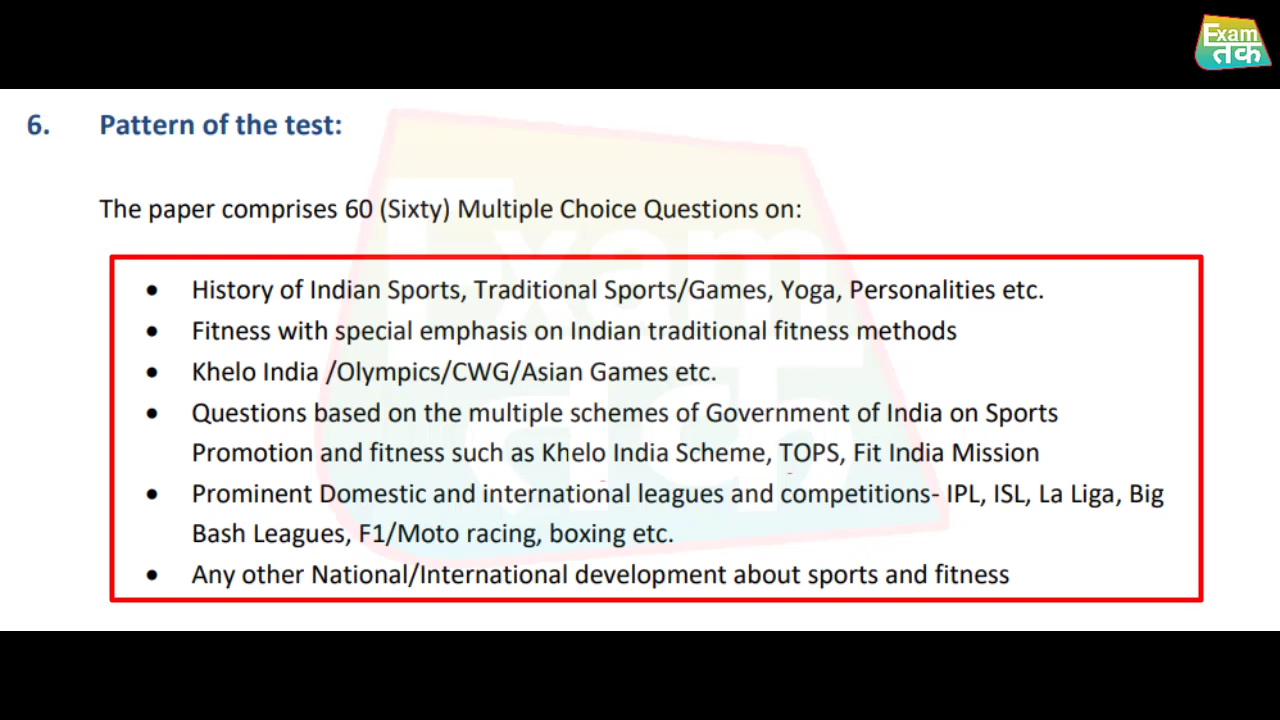 Exam
तक
6. Pattern of the test:
The paper comprises 60 (Sixty) Multiple Choice Questions on:
• History of Indian Sports, Traditional Sports/Games, Yoga, Personalities etc.
• Fitness with special emphasis on Indian traditional fitness methods
• Khelo India /Olympics/CWG/Asian Games etc.
• Questions based on the multiple schemes of Government of India on Sports
Promotion and fitness such as Khelo India Scheme, TOPS, Fit India Mission
• Prominent Domestic and international leagues and competitions- IPL, ISL, La Liga, Big
Bash Leagues, F1/Moto racing, boxing etc.
• Any other National/International development about sports and fitness